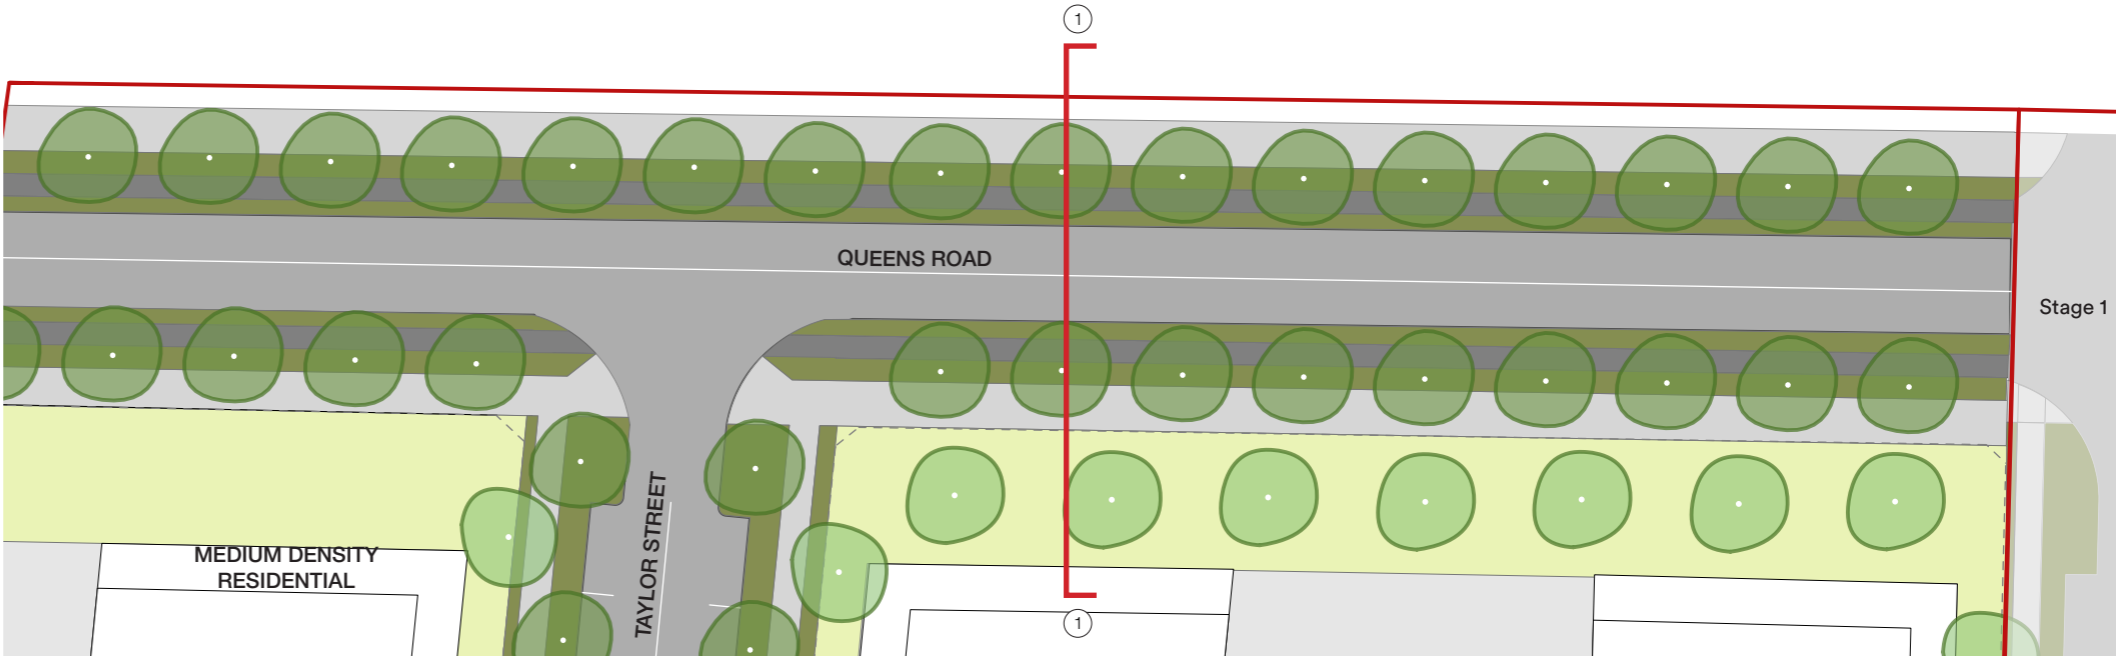 1
QUEENS ROAD
Stage 1
TAYLOR STREET
MEDIUM DENSITY
RESIDENTIAL
1